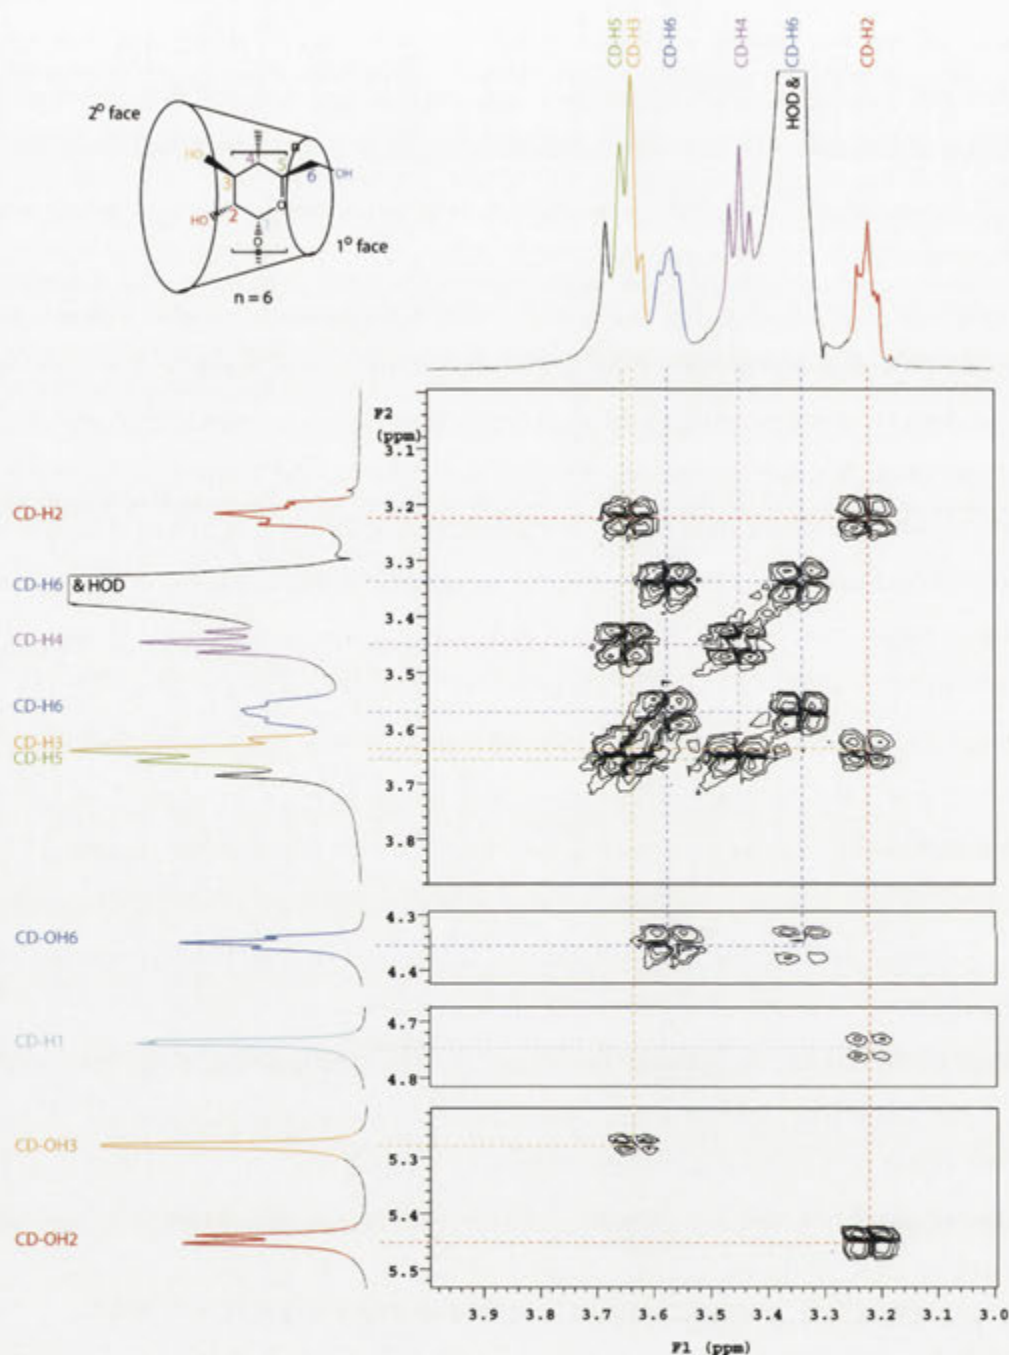 CD-H5
CD-H3
CD-H6
CD-H4
CD-H6
CD-H2
HOD &
2º face
HO
4
5
6
OH
3
O
HO
2
1
O
1º face
n = 6
F2
(ppm)
3.1
3.2
3.3
3.4
3.5
3.6
3.7
3.8
CD-H2
CD-H6
& HOD
CD-H4
CD-H6
CD-H3
CD-H5
CD-OH6
4.3
4.4
CD-H1
4.7
4.8
CD-OH3
5.3
CD-OH2
5.4
5.5
3.9
3.8
3.7
3.6
3.5
3.4
3.3
3.2
3.1
3.0
F1 (ppm)